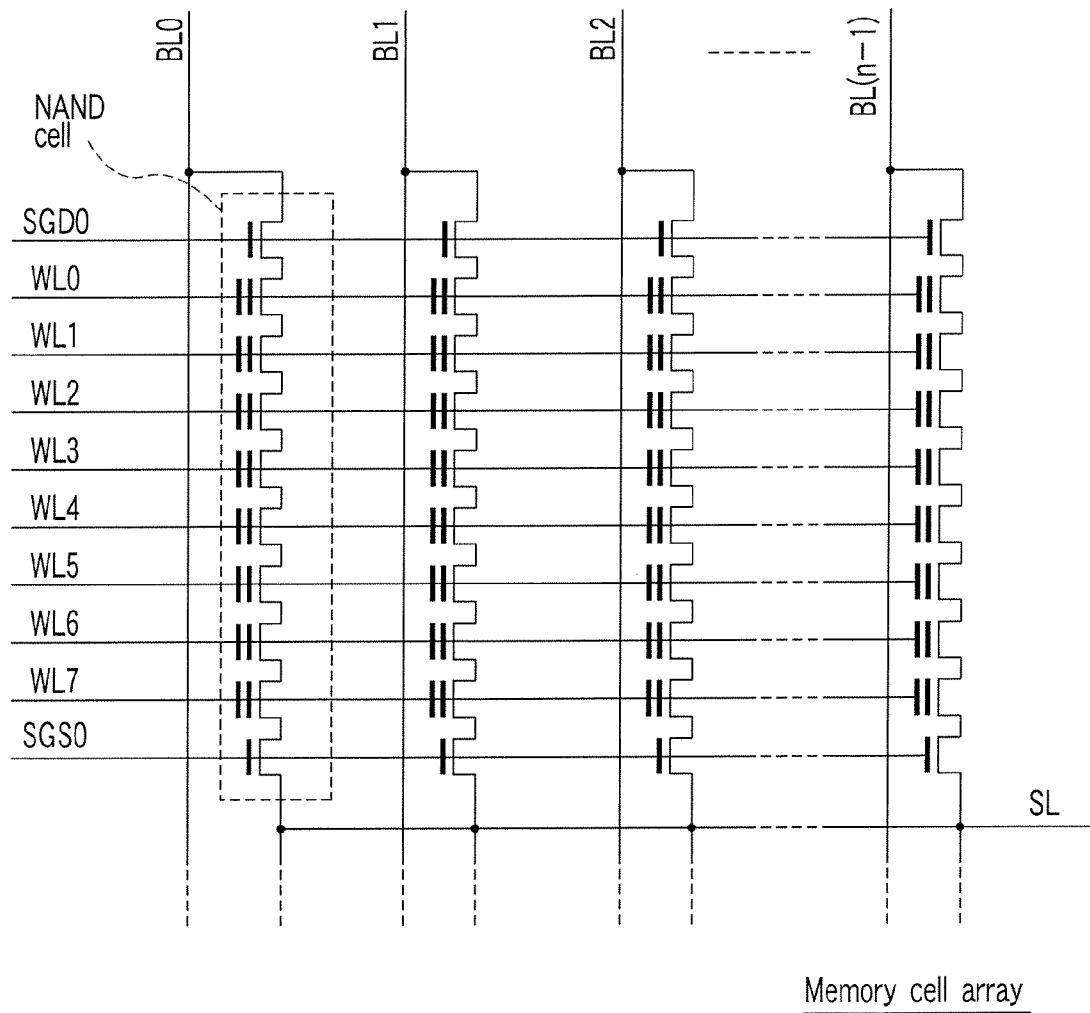 BL0
BL1
BL2
BL(n-1)
NAND
cell
SGD0
WL0
WL1
WL2
WL3
WL4
WL5
WL6
WL7
SGS0
SL
Memory cell array